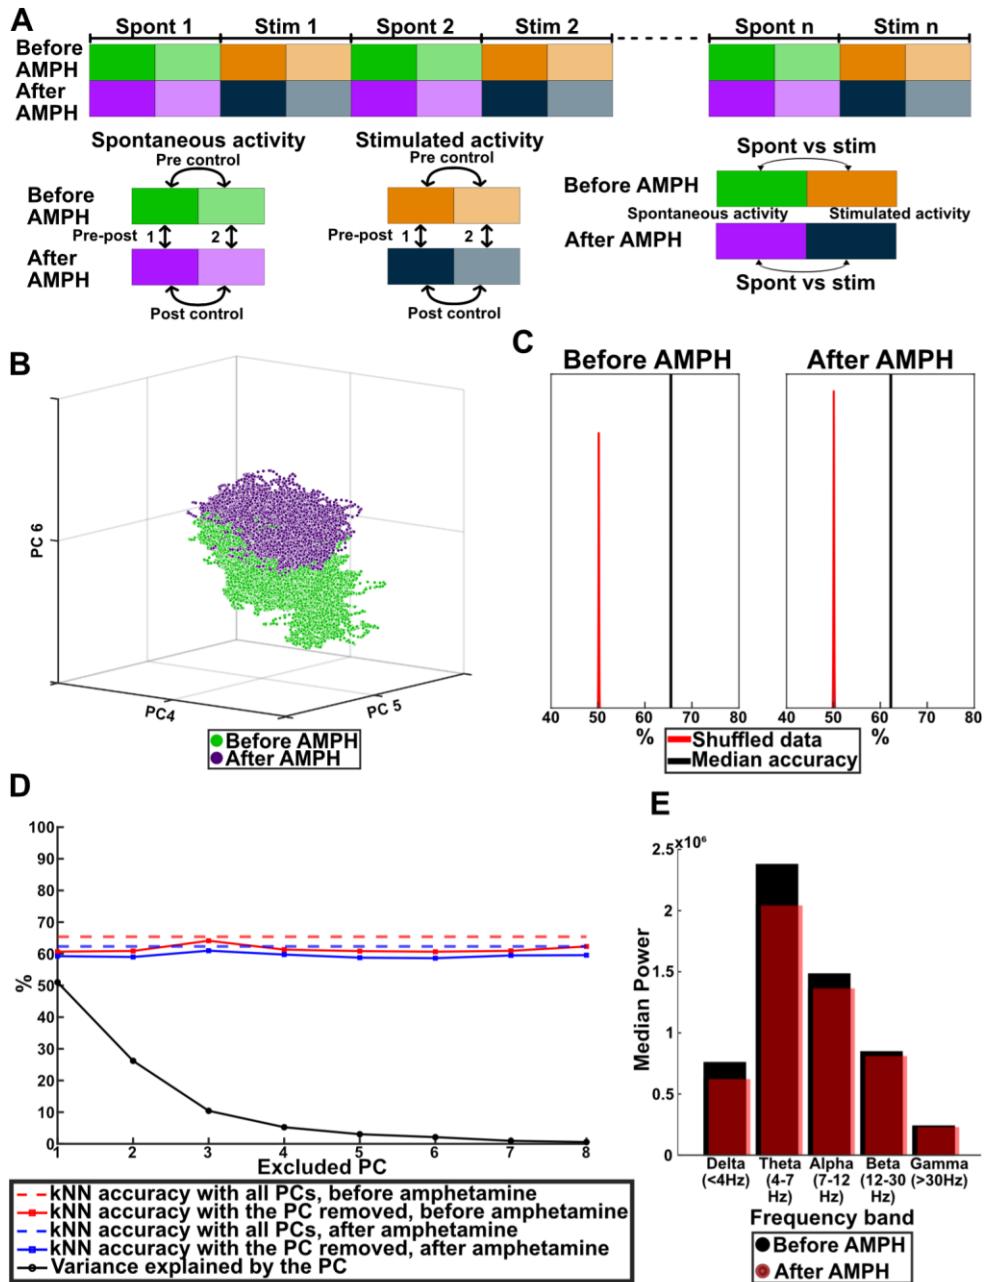 A
Spont 1 Stim 1 Spont 2 Stim 2 Spont n Stim n
Before
AMPH
After
AMPH
Spontaneous activity
Pre control
Before
AMPH
Pre-post 1 2
After
AMPH
Post control
Stimulated activity
Pre control
Pre-post 1 2
Post control
Spont vs stim
Before AMPH
Spontaneous activity Stimulated activity
After AMPH
Spont vs stim
B
PC 6
PC4
PC 5
Before AMPH
After AMPH
C
Before AMPH After AMPH
40 50 60 70 80
%
40 50 60 70 80
%
Shuffled data
Median accuracy
D
100
90
80
70
60
50
40
30
20
10
0
%
1 2 3 4 5 6 7 8
Excluded PC
kNN accuracy with all PCs, before amphetamine
kNN accuracy with the PC removed, before amphetamine
kNN accuracy with all PCs, after amphetamine
kNN accuracy with the PC removed, after amphetamine
Variance explained by the PC
E
×10⁶
2.5
2
1.5
1
0.5
0
Median Power
Delta Theta Alpha Beta Gamma
(<4Hz) (4-7 (7-12 (12-30 (>30Hz)
Hz) Hz) Hz)
Frequency band
Before AMPH
After AMPH